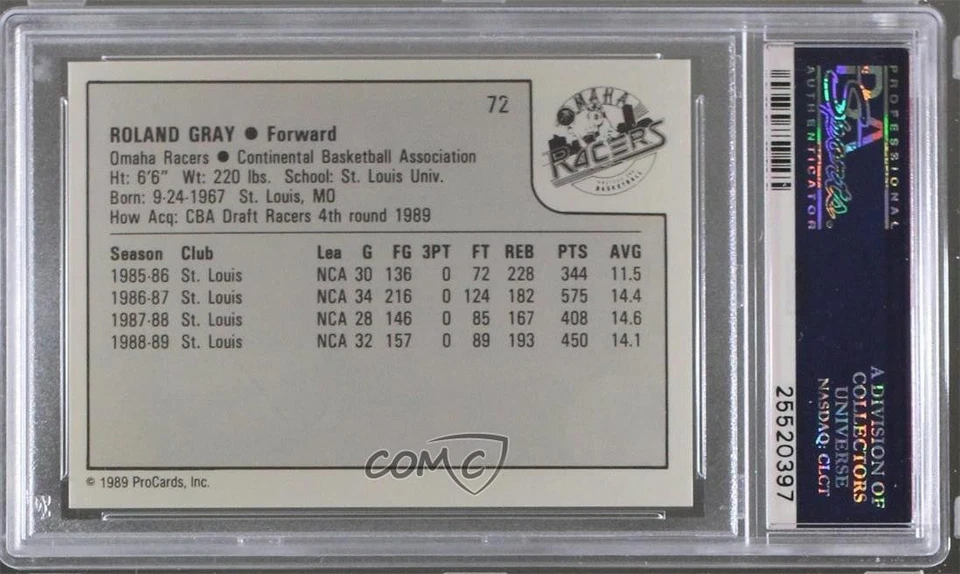 72
OMAHA
RACERS
BASKETBALL
ROLAND GRAY ● Forward
Omaha Racers ● Continental Basketball Association
Ht: 6'6" Wt: 220 lbs. School: St. Louis Univ.
Born: 9-24-1967 St. Louis, MO
How Acq: CBA Draft Racers 4th round 1989
Season Club Lea G FG 3PT FT REB PTS AVG
1985-86 St. Louis NCA 30 136 0 72 228 344 11.5
1986-87 St. Louis NCA 34 216 0 124 182 575 14.4
1987-88 St. Louis NCA 28 146 0 85 167 408 14.6
1988-89 St. Louis NCA 32 157 0 89 193 450 14.1
© 1989 ProCards, Inc.
COMC
PROFESSIONAL
PSA
AUTHENTICATOR
A DIVISION OF
COLLECTORS
UNIVERSE
NASDAQ: CLCT
25520397